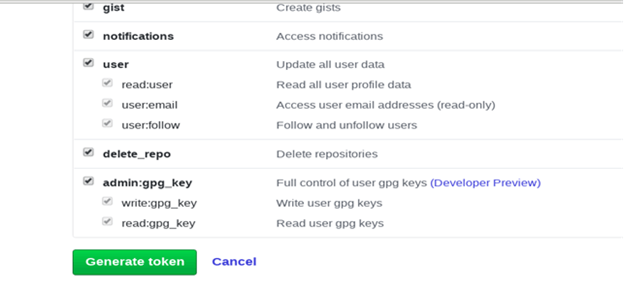 gist Create gists
notifications Access notifications
user Update all user data
read:user Read all user profile data
user:email Access user email addresses (read-only)
user:follow Follow and unfollow users
delete_repo Delete repositories
admin:gpg_key Full control of user gpg keys (Developer Preview)
write:gpg_key Write user gpg keys
read:gpg_key Read user gpg keys
Generate token Cancel